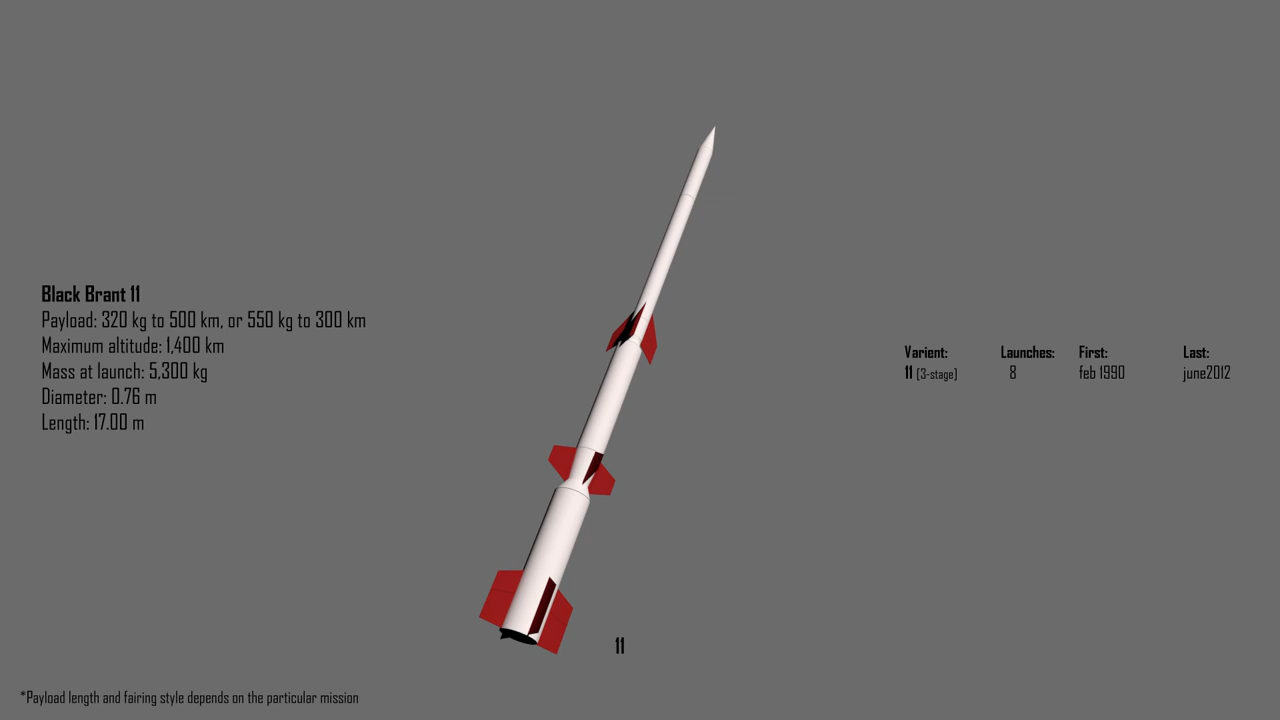 Black Brant 11
Payload: 320 kg to 500 km, or 550 kg to 300 km
Maximum altitude: 1,400 km
Mass at launch: 5,300 kg
Diameter: 0.76 m
Length: 17.00 m
Varient: Launches: First: Last:
11 [3-stage] 8 feb 1990 june2012
11
*Payload length and fairing style depends on the particular mission